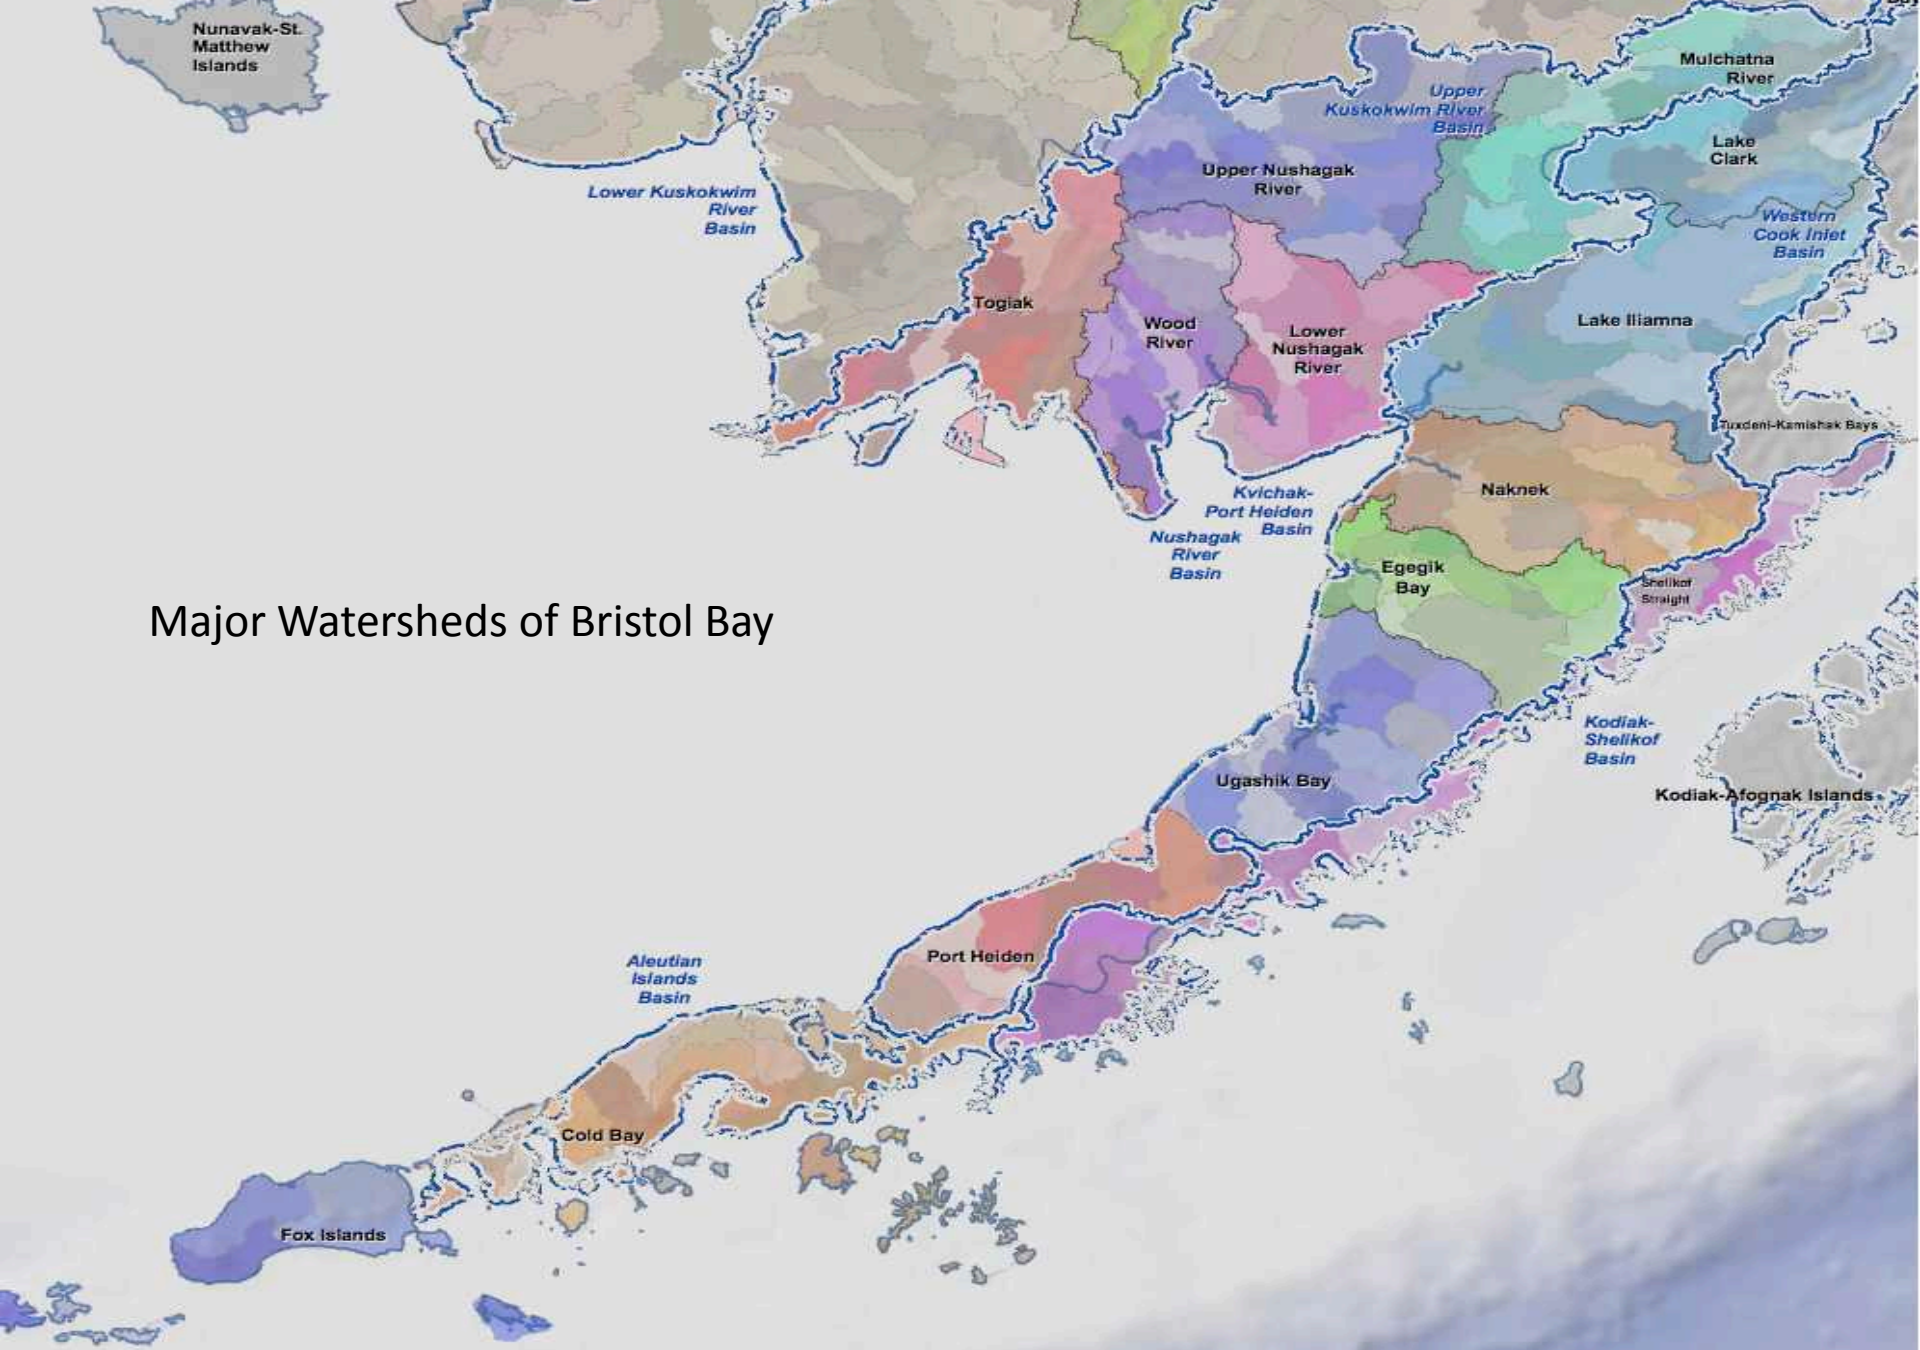 Nunavak-St.
Matthew
Islands
Mulchatna
River
Upper
Kuskokwim River
Basin
Lake
Clark
Upper Nushagak
River
Lower Kuskokwim
River
Basin
Western
Cook Inlet
Basin
Togiak
Wood
River
Lower
Nushagak
River
Lake Iliamna
Tuxdeni-Kamishak Bays
Naknek
Kvichak-
Port Heiden
Basin
Nushagak
River
Basin
Egegik
Bay
Shelikof
Straight
Major Watersheds of Bristol Bay
Kodiak-
Shelikof
Basin
Ugashik Bay
Kodiak-Afognak Islands
Port Heiden
Aleutian
Islands
Basin
Cold Bay
Fox Islands